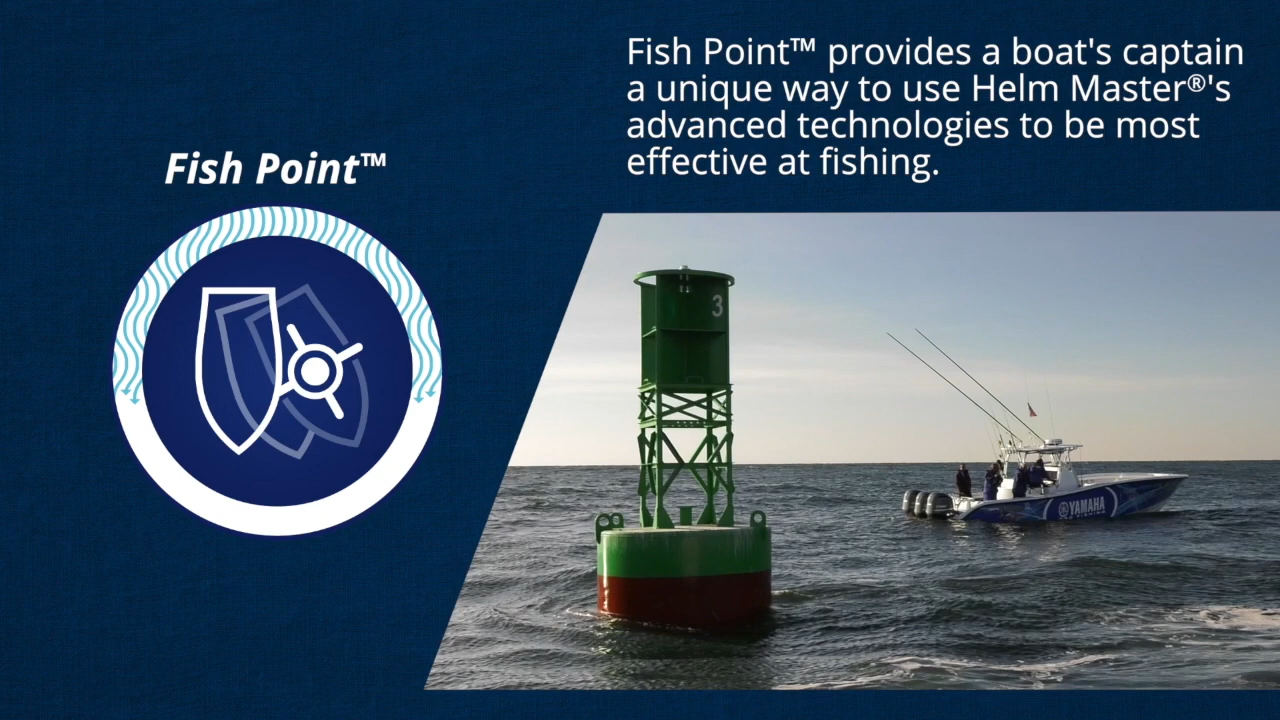 Fish Point™ provides a boat's captain
a unique way to use Helm Master®'s
advanced technologies to be most
effective at fishing.
Fish Point™
3
YAMAHA